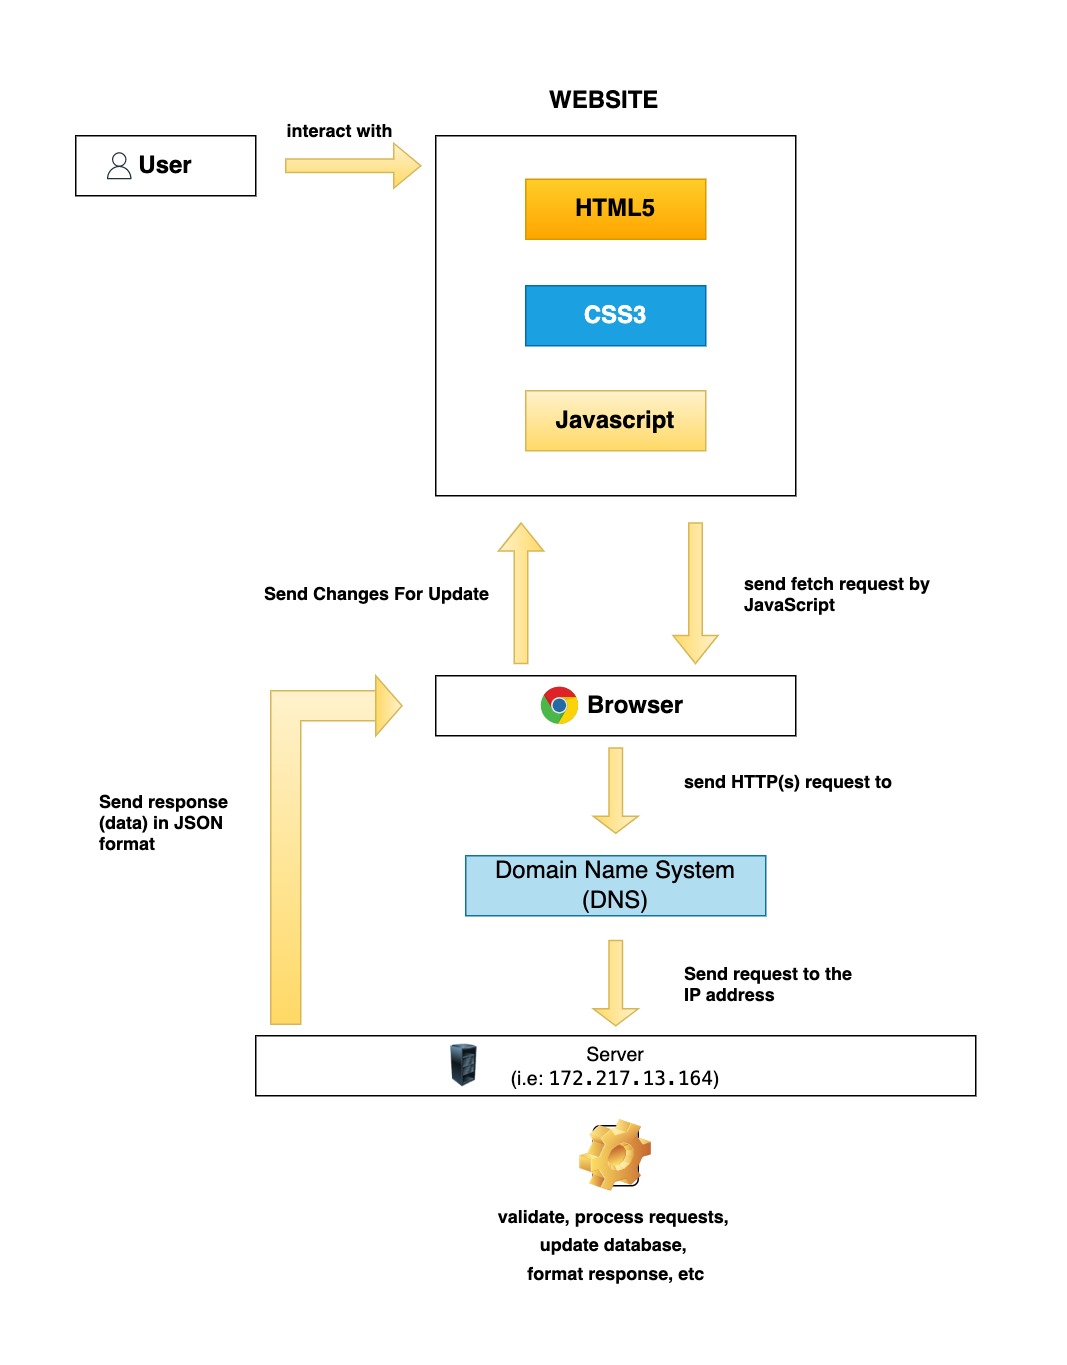 WEBSITE
interact with
User
HTML5
CSS3
Javascript
Send Changes For Update
send fetch request by
JavaScript
Browser
send HTTP(s) request to
Send response
(data) in JSON
format
Domain Name System
(DNS)
Send request to the
IP address
Server
(i.e: 172.217.13.164)
validate, process requests,
update database,
format response, etc